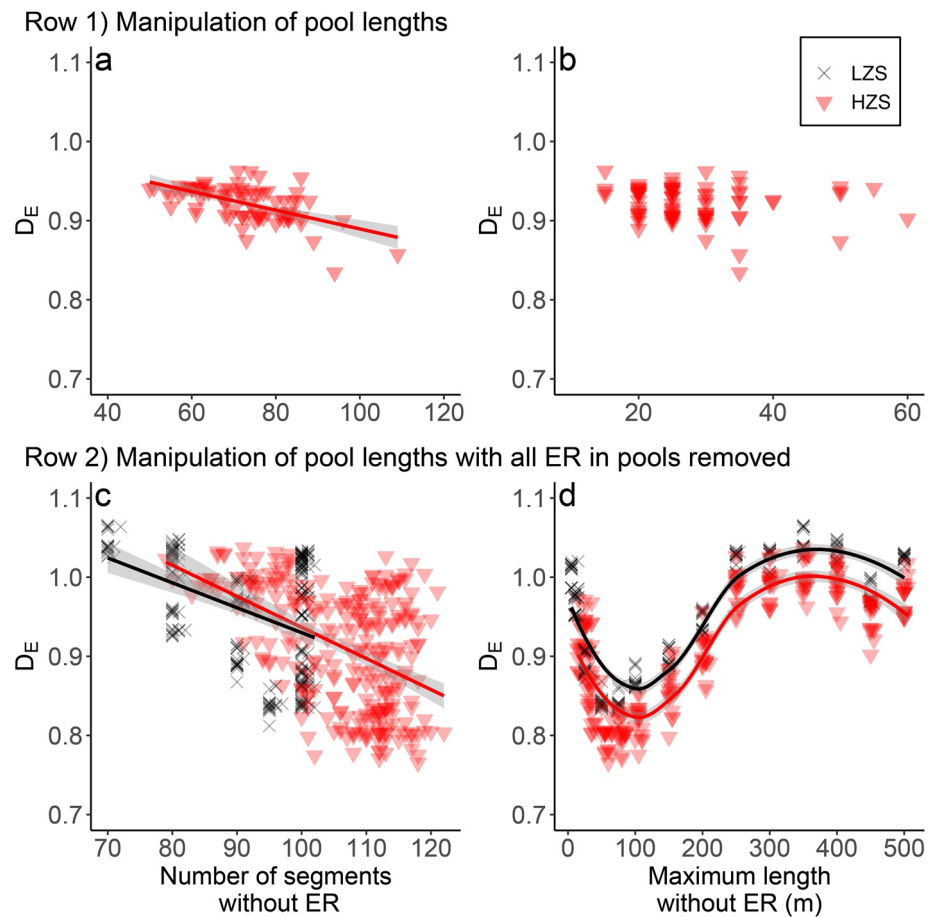 Row 1) Manipulation of pool lengths
a
b
LZS
HZS
1.1
1.0
0.9
0.8
0.7
D_E
40 60 80 100 120
D_E
1.1
1.0
0.9
0.8
0.7
20 40 60
Row 2) Manipulation of pool lengths with all ER in pools removed
c
d
1.1
1.0
0.9
0.8
0.7
D_E
70 80 90 100 110 120
Number of segments
without ER
D_E
1.1
1.0
0.9
0.8
0.7
0 100 200 300 400 500
Maximum length
without ER (m)